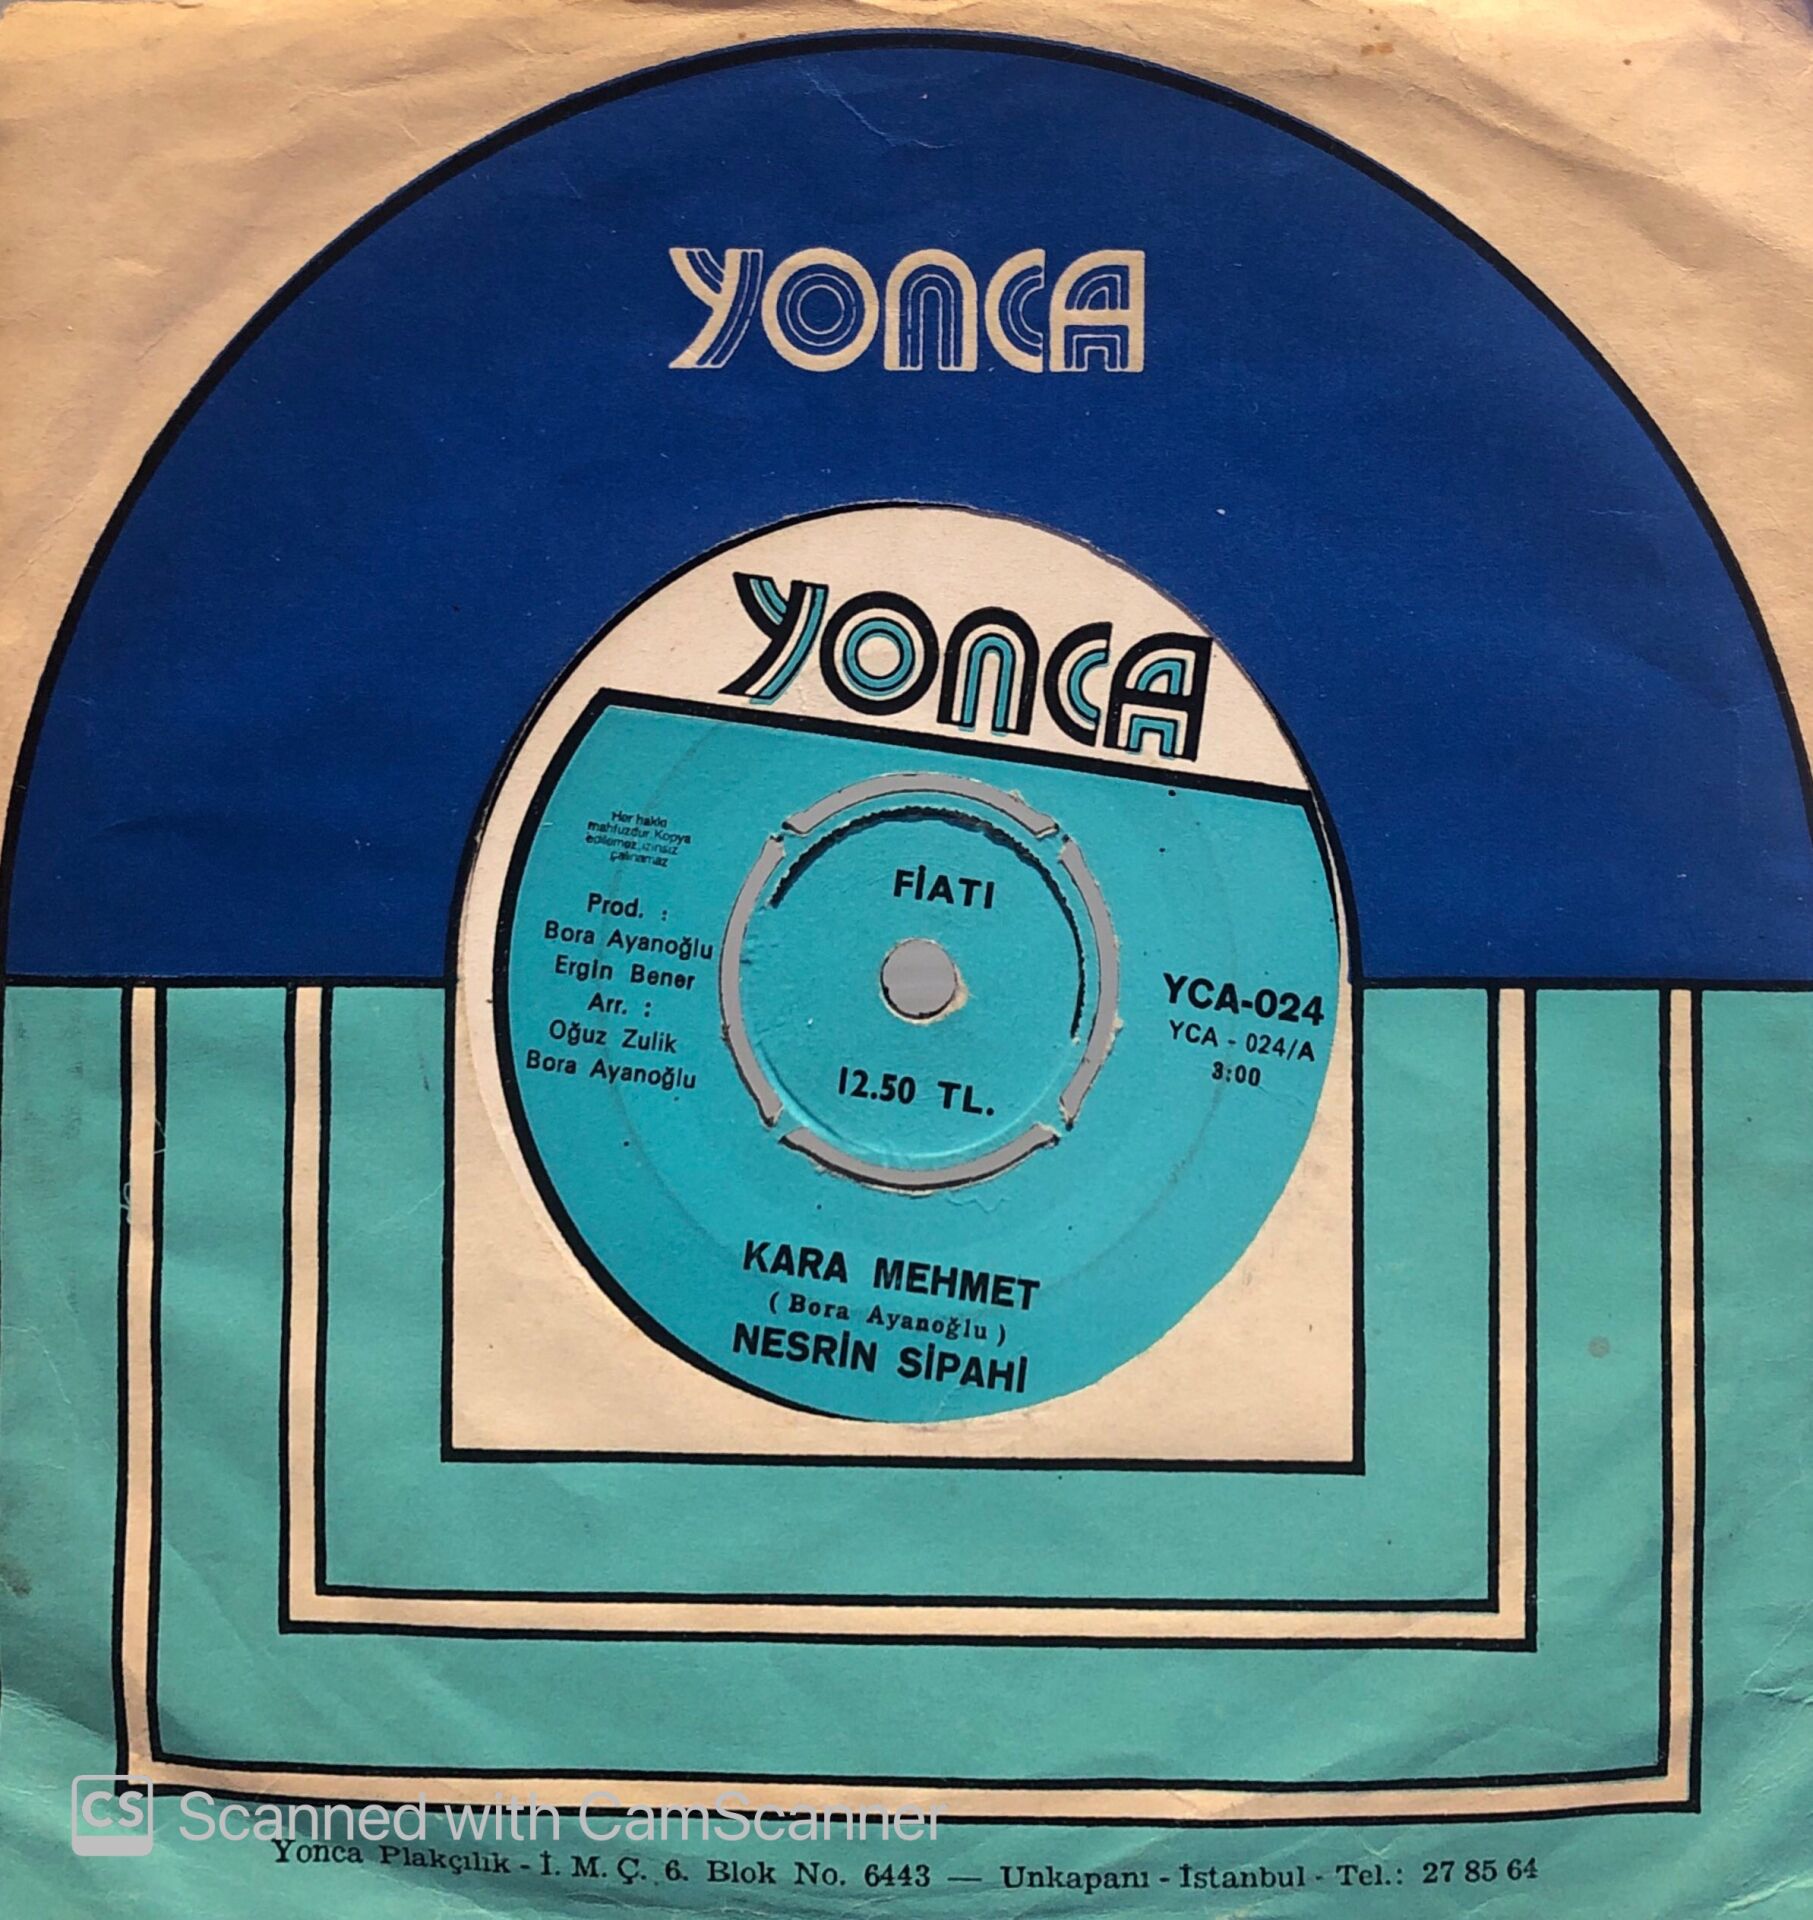 YONCA
YONCA
Her hakkı
mahfuzdur Kopya
edilemez, izinsiz
çalınamaz
Prod. :
Bora Ayanoğlu
Ergin Bener
Arr. :
Oğuz Zulik
Bora Ayanoğlu
FİATI
12.50 TL.
YCA-024
YCA - 024/A
3:00
KARA MEHMET
( Bora Ayanoğlu )
NESRİN SİPAHİ
CS Scanned with CamScanner
Yonca Plakçılık - İ. M. Ç. 6. Blok No. 6443 — Unkapanı - İstanbul - Tel.: 27 85 64